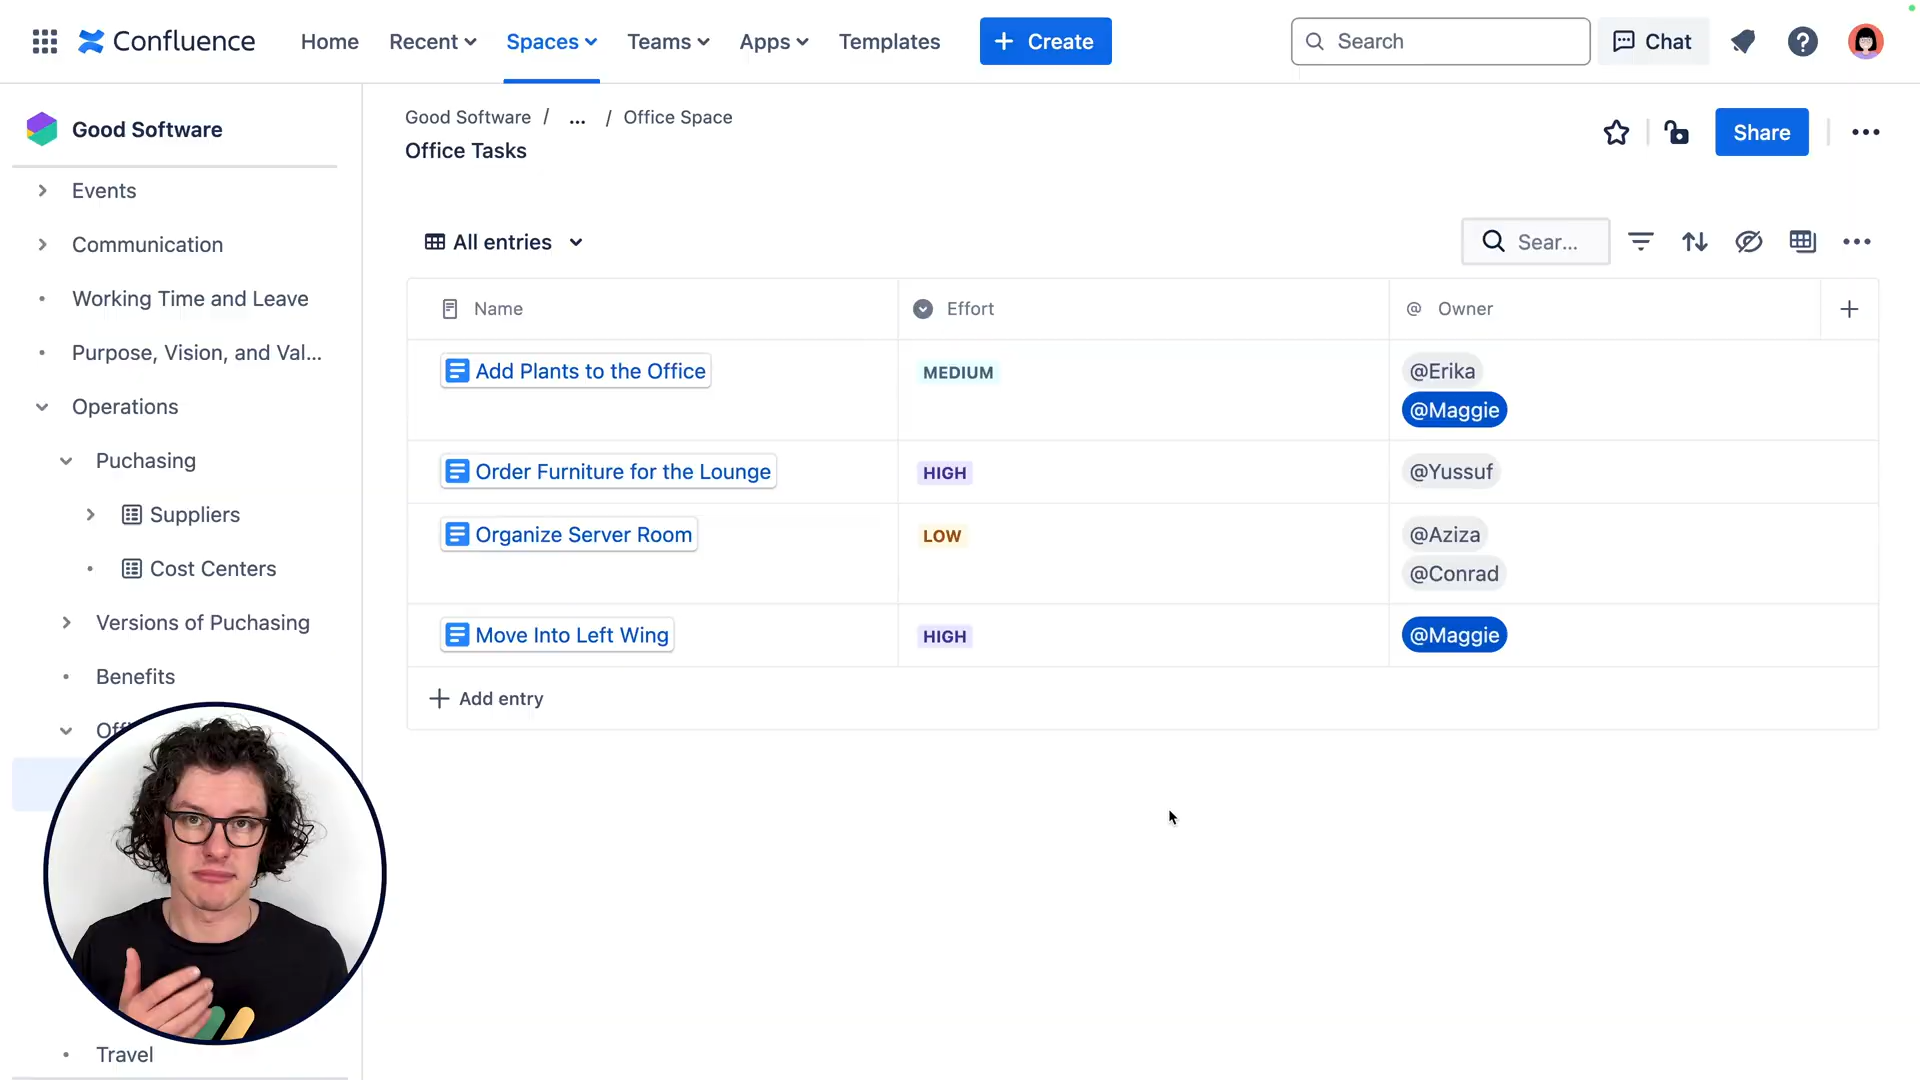 Confluence Home Recent Spaces Teams Apps Templates + Create Search Chat
Good Software
Events
Communication
Working Time and Leave
Purpose, Vision, and Val...
Operations
Puchasing
Suppliers
Cost Centers
Versions of Puchasing
Benefits
Travel
Good Software / ... / Office Space
Office Tasks
Share
All entries
Sear...
Name Effort @ Owner
Add Plants to the Office MEDIUM @Erika
@Maggie
Order Furniture for the Lounge HIGH @Yussuf
Organize Server Room LOW @Aziza
@Conrad
Move Into Left Wing HIGH @Maggie
+ Add entry